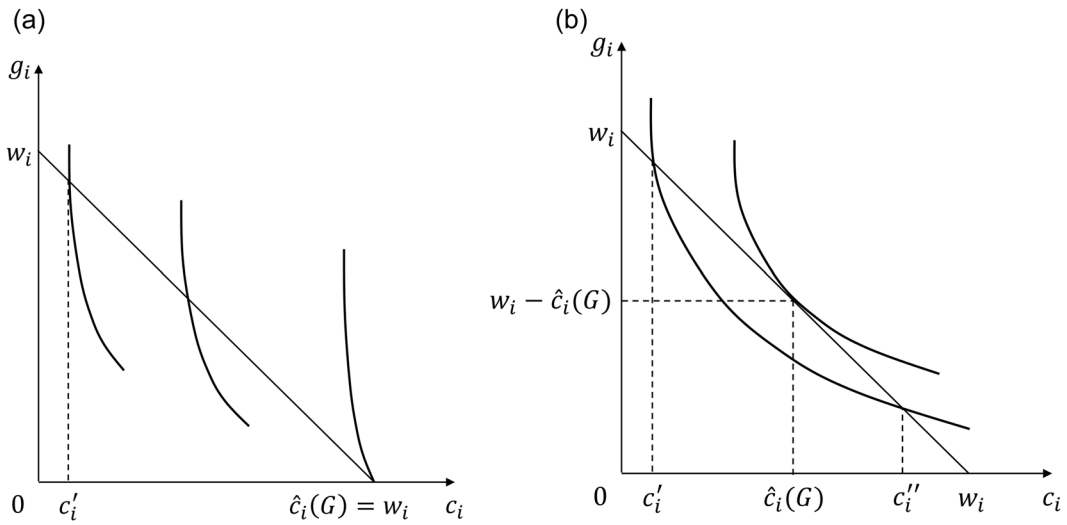 (a)
g_i
w_i
0
c_i′
ĉ_i(G) = w_i
c_i
(b)
g_i
w_i
w_i − ĉ_i(G)
0
c_i′
ĉ_i(G)
c_i″
w_i
c_i